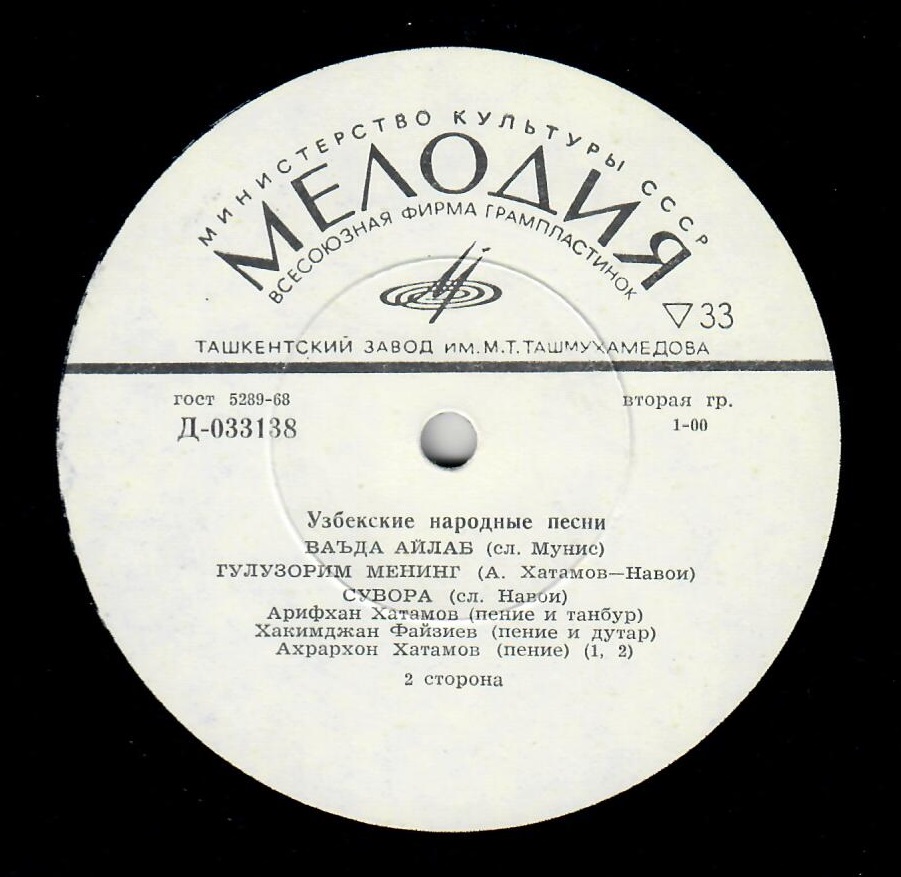 МИНИСТЕРСТВО КУЛЬТУРЫ СССР
МЕЛОДИЯ
ВСЕСОЮЗНАЯ ФИРМА ГРАМПЛАСТИНОК
▽33
ТАШКЕНТСКИЙ ЗАВОД ИМ. М.Т. ТАШМУХАМЕДОВА
гост 5289-68
вторая гр.
Д-033138
1-00
Узбекские народные песни
ВАЪДА АЙЛАБ (сл. Мунис)
ГУЛУЗОРИМ МЕНИНГ (А. Хатамов—Навои)
СУВОРА (сл. Навои)
Арифхан Хатамов (пение и танбур)
Хакимджан Файзиев (пение и дутар)
Ахрархон Хатамов (пение) (1, 2)
2 сторона